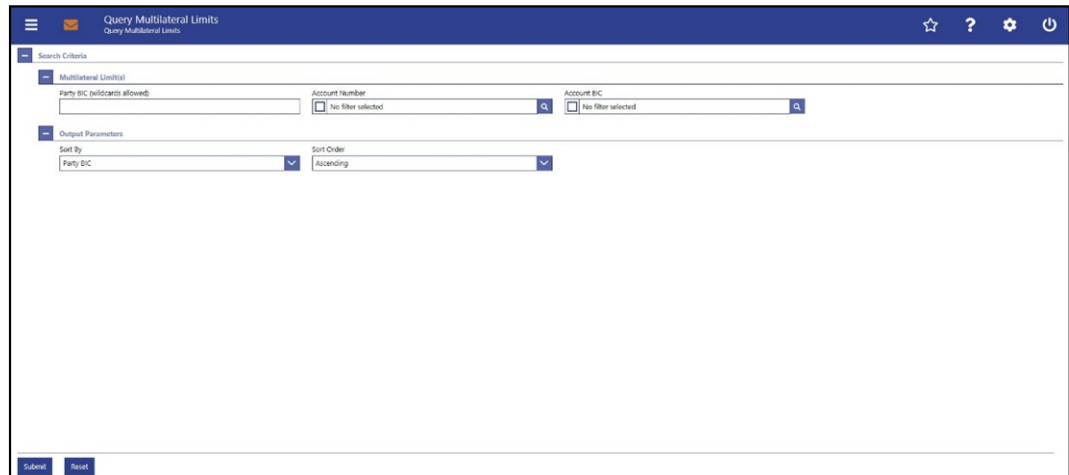 Query Multilateral Limits
Query Multilateral Limits
?
Search Criteria
Multilateral Limit(s)
Party BIC (wildcards allowed) Account Number Account BIC
No filter selected No filter selected
Output Parameters
Sort By Sort Order
Party BIC Ascending
Submit Reset